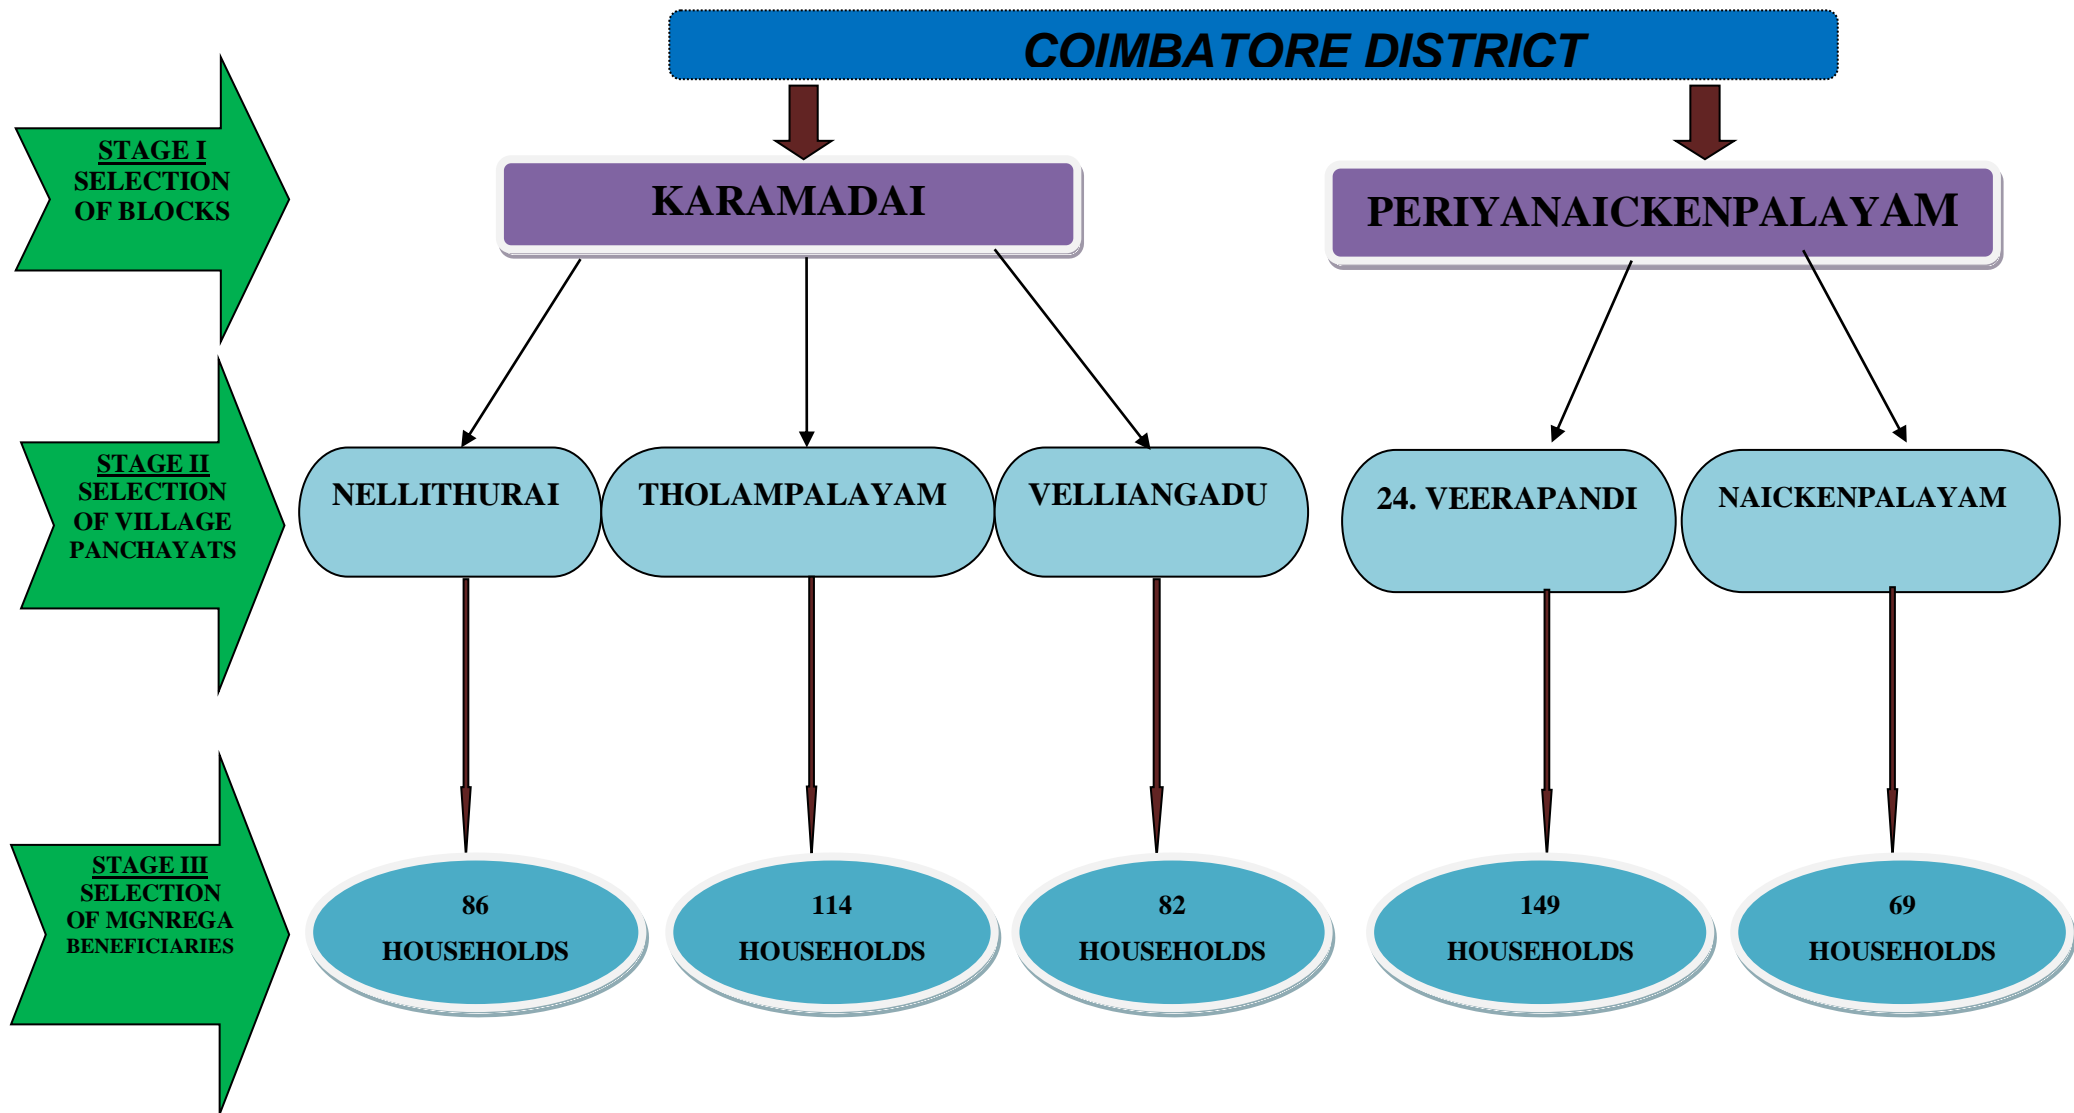 COIMBATORE DISTRICT
STAGE I
SELECTION
OF BLOCKS
KARAMADAI
PERIYANAICKENPALAYAM
STAGE II
SELECTION
OF VILLAGE
PANCHAYATS
NELLITHURAI
THOLAMPALAYAM
VELLIANGADU
24. VEERAPANDI
NAICKENPALAYAM
STAGE III
SELECTION
OF MGNREGA
BENEFICIARIES
86
HOUSEHOLDS
114
HOUSEHOLDS
82
HOUSEHOLDS
149
HOUSEHOLDS
69
HOUSEHOLDS